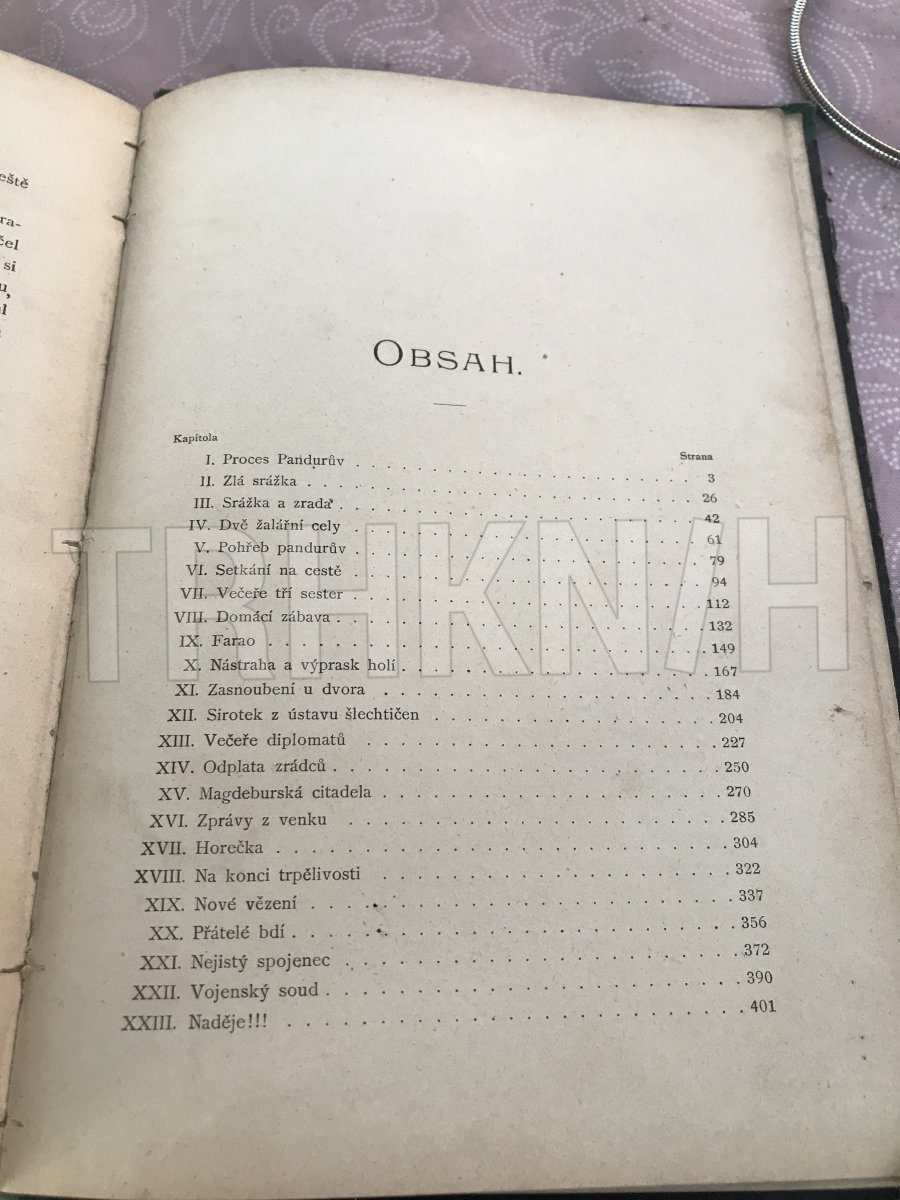 eště
ra-
čel
si
u,
l
OBSAH.
Kapitola Strana
I. Proces Pandurův . . . . . . . . . . . . . . . . 3
II. Zlá srážka . . . . . . . . . . . . . . . . 26
III. Srážka a zrada . . . . . . . . . . . . . . . . 42
IV. Dvě žalářní cely . . . . . . . . . . . . . . . . 61
V. Pohřeb pandurův . . . . . . . . . . . . . . . . 79
VI. Setkání na cestě . . . . . . . . . . . . . . . . 94
VII. Večeře tří sester . . . . . . . . . . . . . . . . 112
VIII. Domácí zábava . . . . . . . . . . . . . . . . 132
IX. Farao . . . . . . . . . . . . . . . . 149
X. Nástraha a výprask holí . . . . . . . . . . . . . . . . 167
XI. Zasnoubení u dvora . . . . . . . . . . . . . . . . 184
XII. Sirotek z ústavu šlechtičen . . . . . . . . . . . . . . . . 204
XIII. Večeře diplomatů . . . . . . . . . . . . . . . . 227
XIV. Odplata zrádců . . . . . . . . . . . . . . . . 250
XV. Magdeburská citadela . . . . . . . . . . . . . . . . 270
XVI. Zprávy z venku . . . . . . . . . . . . . . . . 285
XVII. Horečka . . . . . . . . . . . . . . . . 304
XVIII. Na konci trpělivosti . . . . . . . . . . . . . . . . 322
XIX. Nové vězení . . . . . . . . . . . . . . . . 337
XX. Přátelé bdí . . . . . . . . . . . . . . . . 356
XXI. Nejistý spojenec . . . . . . . . . . . . . . . . 372
XXII. Vojenský soud . . . . . . . . . . . . . . . . 390
XXIII. Naděje!!! . . . . . . . . . . . . . . . . 401
TRHKNIH